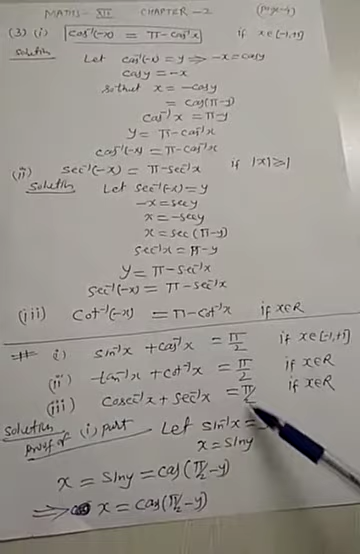 MATHS - XII CHAPTER - 2 (page-4)
(3) (i) cos⁻¹(-x) = π - cos⁻¹x if x∈[-1,+1]
Solution Let cos⁻¹(-x) = y ⇒ -x = cosy
cosy = -x
so that x = -cosy
= cos(π-y)
cos⁻¹x = π-y
y = π-cos⁻¹x
cos⁻¹(-x) = π-cos⁻¹x
(ii) sec⁻¹(-x) = π-sec⁻¹x if |x|≥1
Solution Let sec⁻¹(-x) = y
-x = secy
x = -secy
x = sec(π-y)
sec⁻¹x = π-y
y = π - sec⁻¹x
sec⁻¹(-x) = π-sec⁻¹x
(iii) cot⁻¹(-x) = π-cot⁻¹x if x∈R
# (i) sin⁻¹x + cos⁻¹x = π/2 if x∈[-1,+1]
(ii) tan⁻¹x + cot⁻¹x = π/2 if x∈R
(iii) cosec⁻¹x + sec⁻¹x = π/2 if x∈R
Solution Proof of (i) part Let sin⁻¹x =
x = siny
x = siny = cos(π/2-y)
⇒ x = cos(π/2-y)